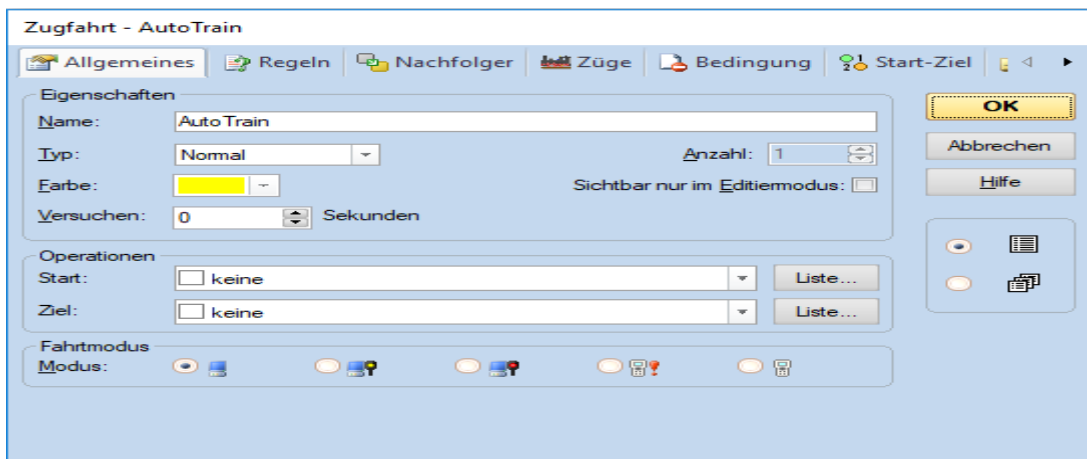 Zugfahrt - AutoTrain
Allgemeines Regeln Nachfolger Züge Bedingung Start-Ziel
Eigenschaften
Name: AutoTrain
Typ: Normal Anzahl: 1
Farbe: Sichtbar nur im Editiermodus:
Versuchen: 0 Sekunden
OK
Abbrechen
Hilfe
Operationen
Start: keine Liste...
Ziel: keine Liste...
Fahrtmodus
Modus: